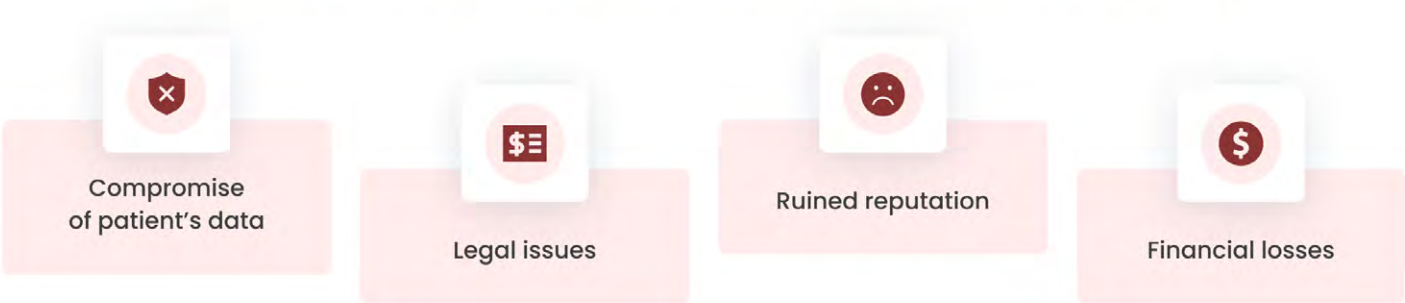 Compromise
of patient’s data
Legal issues
Ruined reputation
Financial losses